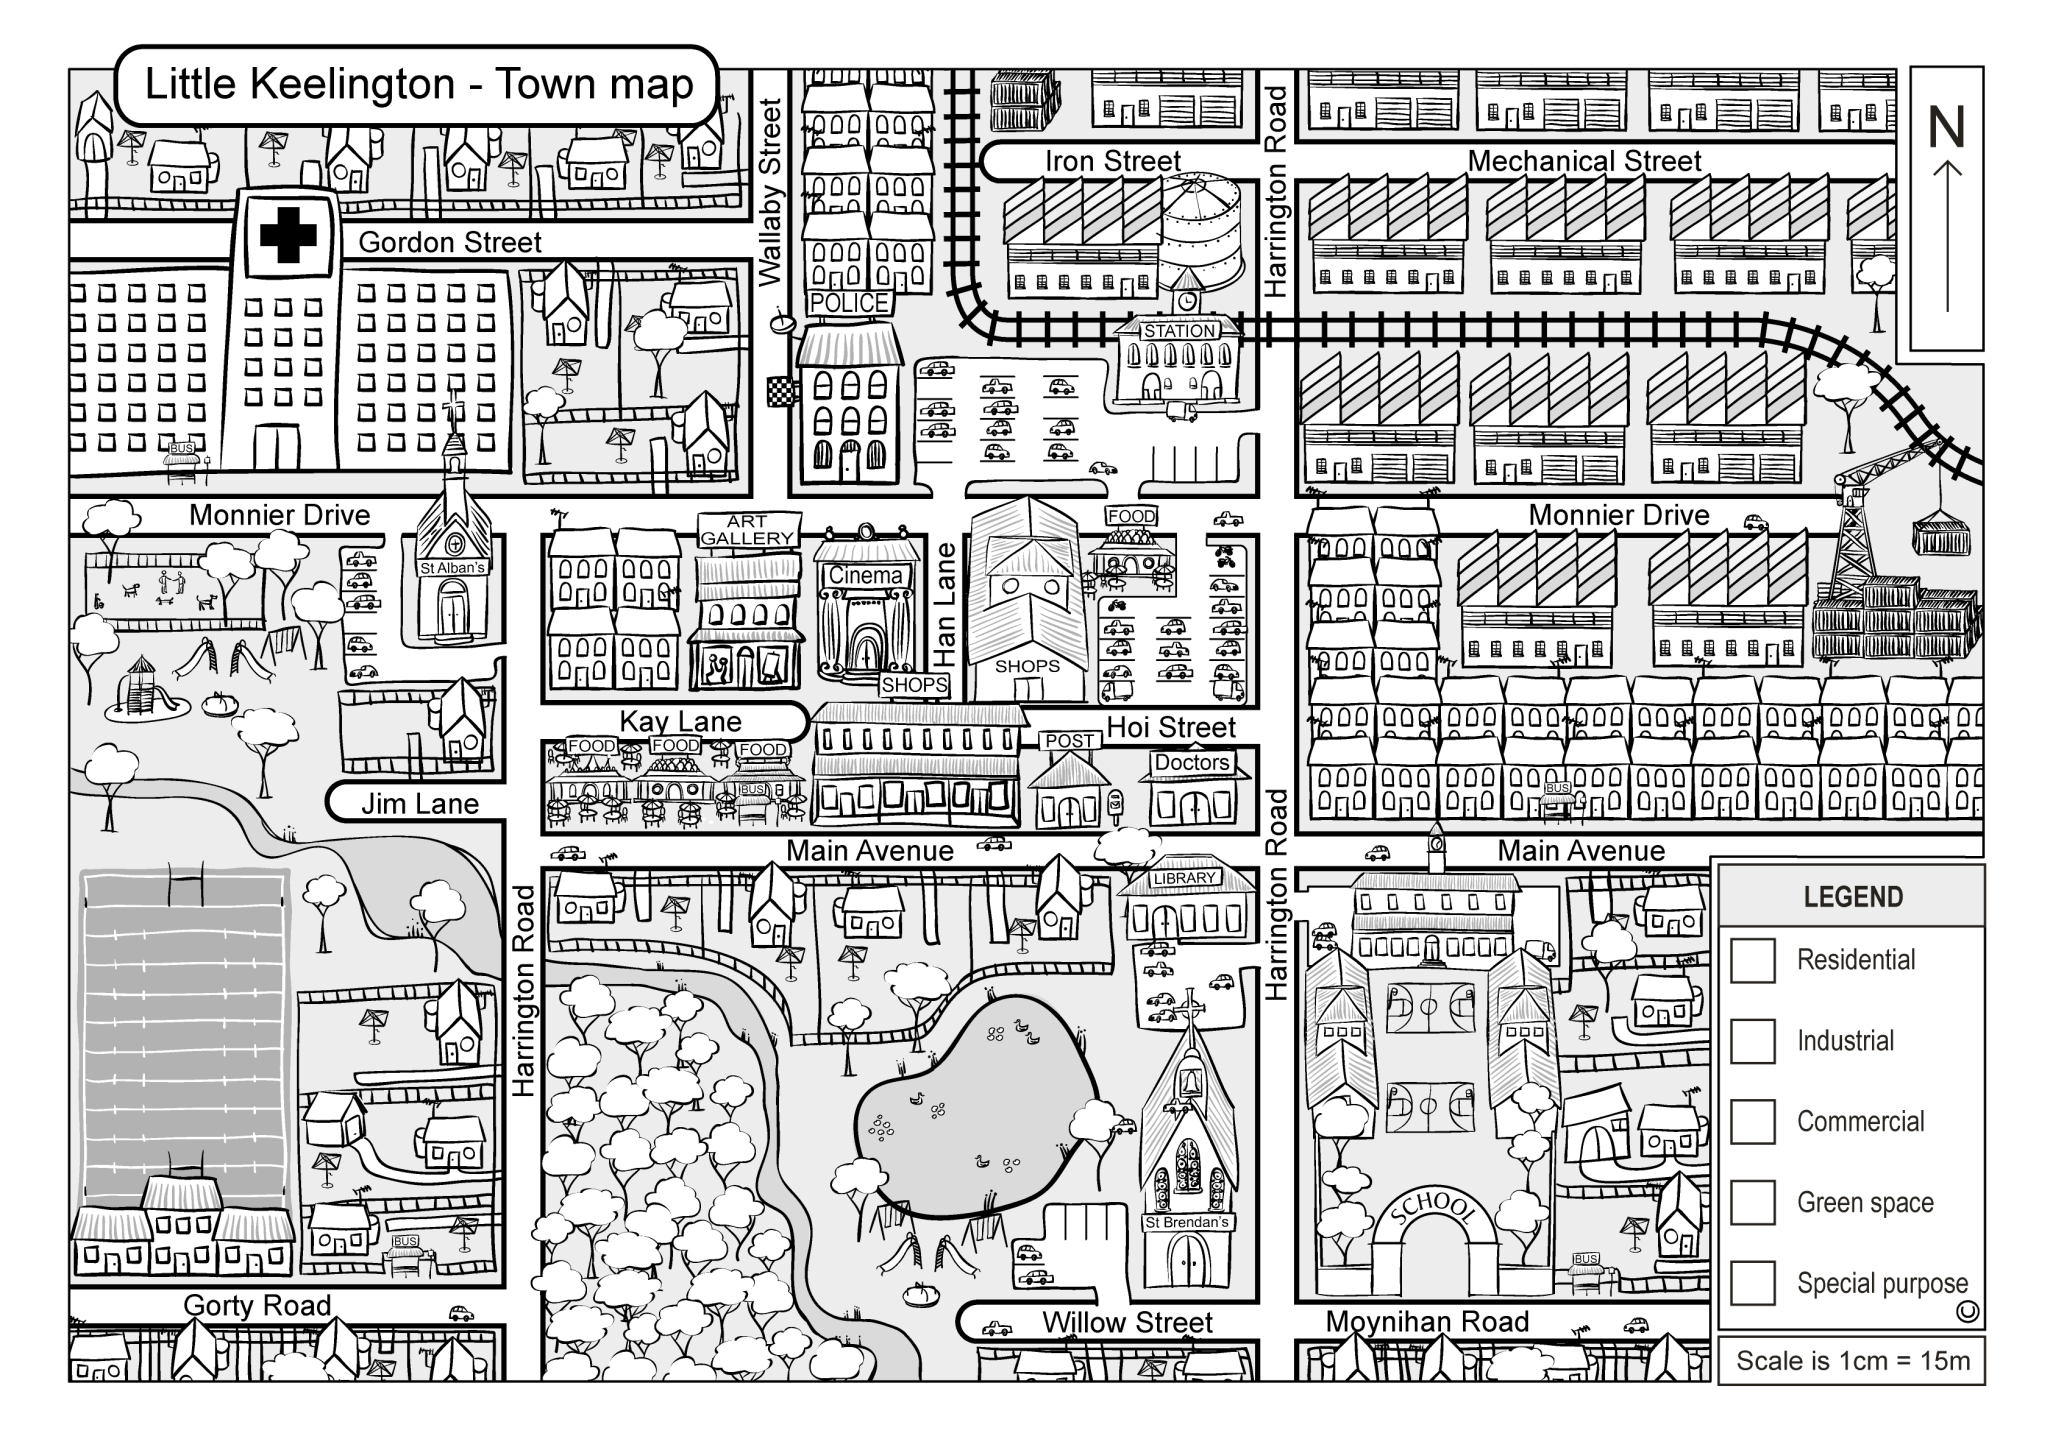 Little Keelington - Town map
Wallaby Street
Harrington Road
Iron Street
Mechanical Street
N
Gordon Street
POLICE
STATION
BUS
Monnier Drive
St Alban's
ART
GALLERY
Cinema
Han Lane
FOOD
Monnier Drive
SHOPS
SHOPS
Kay Lane
Hoi Street
FOOD
FOOD
FOOD
BUS
POST
Doctors
BUS
Jim Lane
Harrington Road
Main Avenue
Main Avenue
LIBRARY
Harrington Road
Harrington Road
LEGEND
Residential
Industrial
Commercial
Green space
Special purpose
SCHOOL
St Brendan's
BUS
BUS
Gorty Road
Willow Street
Moynihan Road
Scale is 1cm = 15m